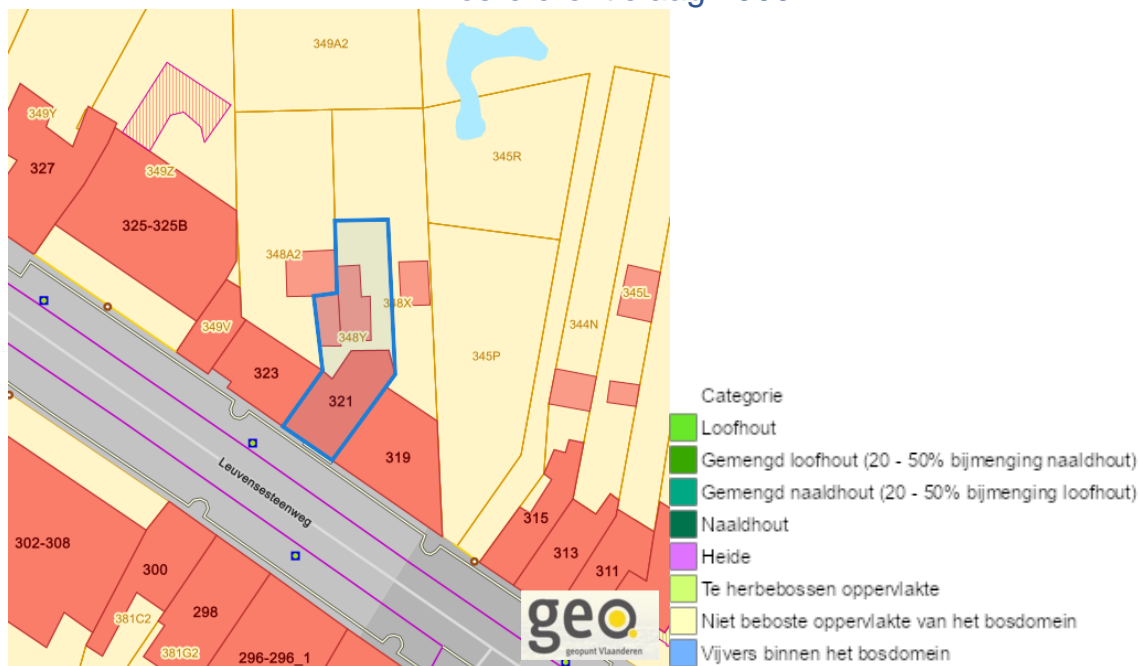 349A2
349Y
327
349Z
325-325B
345R
348A2
348X
345L
349V
348Y
344N
323
345P
321
319
Leuvensesteenweg
315
302-308
313
300
311
298
381C2
381G2
296-296_1
geo.
geopunt Vlaanderen
Categorie
Loofhout
Gemengd loofhout (20 - 50% bijmenging naaldhout)
Gemengd naaldhout (20 - 50% bijmenging loofhout)
Naaldhout
Heide
Te herbebossen oppervlakte
Niet beboste oppervlakte van het bosdomein
Vijvers binnen het bosdomein